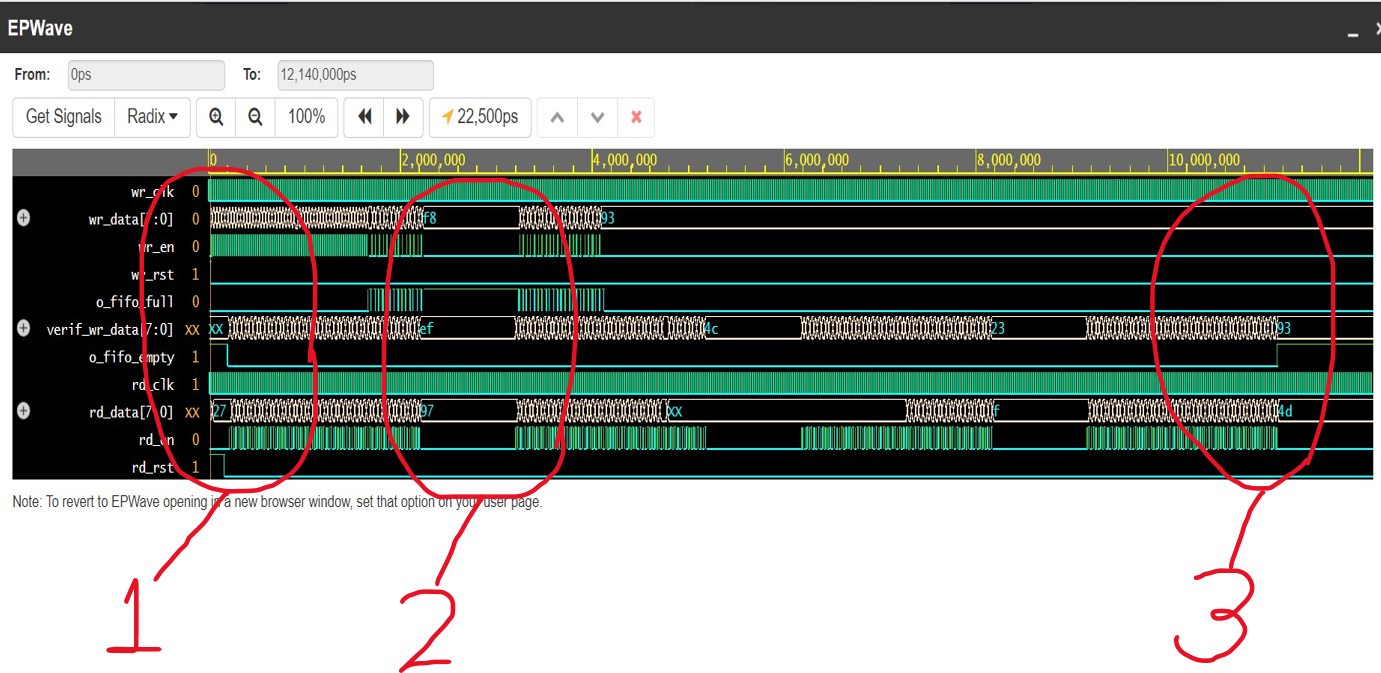 EPWave
From: 0ps To: 12,140,000ps
Get Signals Radix 100% 22,500ps
0 2,000,000 4,000,000 6,000,000 8,000,000 10,000,000
wr_clk 0
wr_data[7:0] 0 f8 93
wr_en 0
wr_rst 1
o_fifo_full 0
verif_wr_data[7:0] XX XX ef 4c 23 93
o_fifo_empty 1
rd_clk 1
rd_data[7:0] XX 27 97 XX f 4d
rd_en 0
rd_rst 1
Note: To revert to EPWave opening in a new browser window, set that option on your user page.
1 2 3